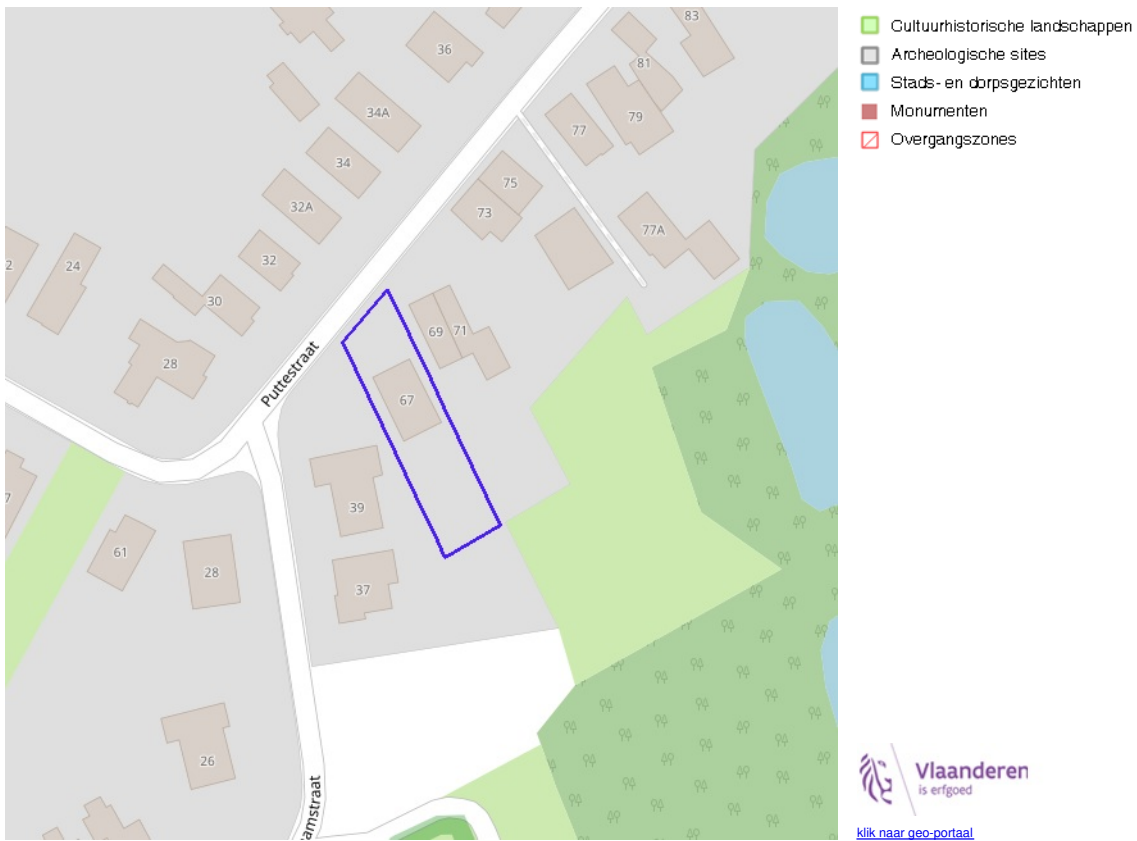 83
36
81
34A
79
77
34
75
32A
73
77A
32
24
2
30
69
71
28
Puttestraat
67
39
7
61
28
37
26
amstraat
Cultuurhistorische landschappen
Archeologische sites
Stads- en dorpsgezichten
Monumenten
Overgangszones
Vlaanderen
is erfgoed
klik naar geo-portaal